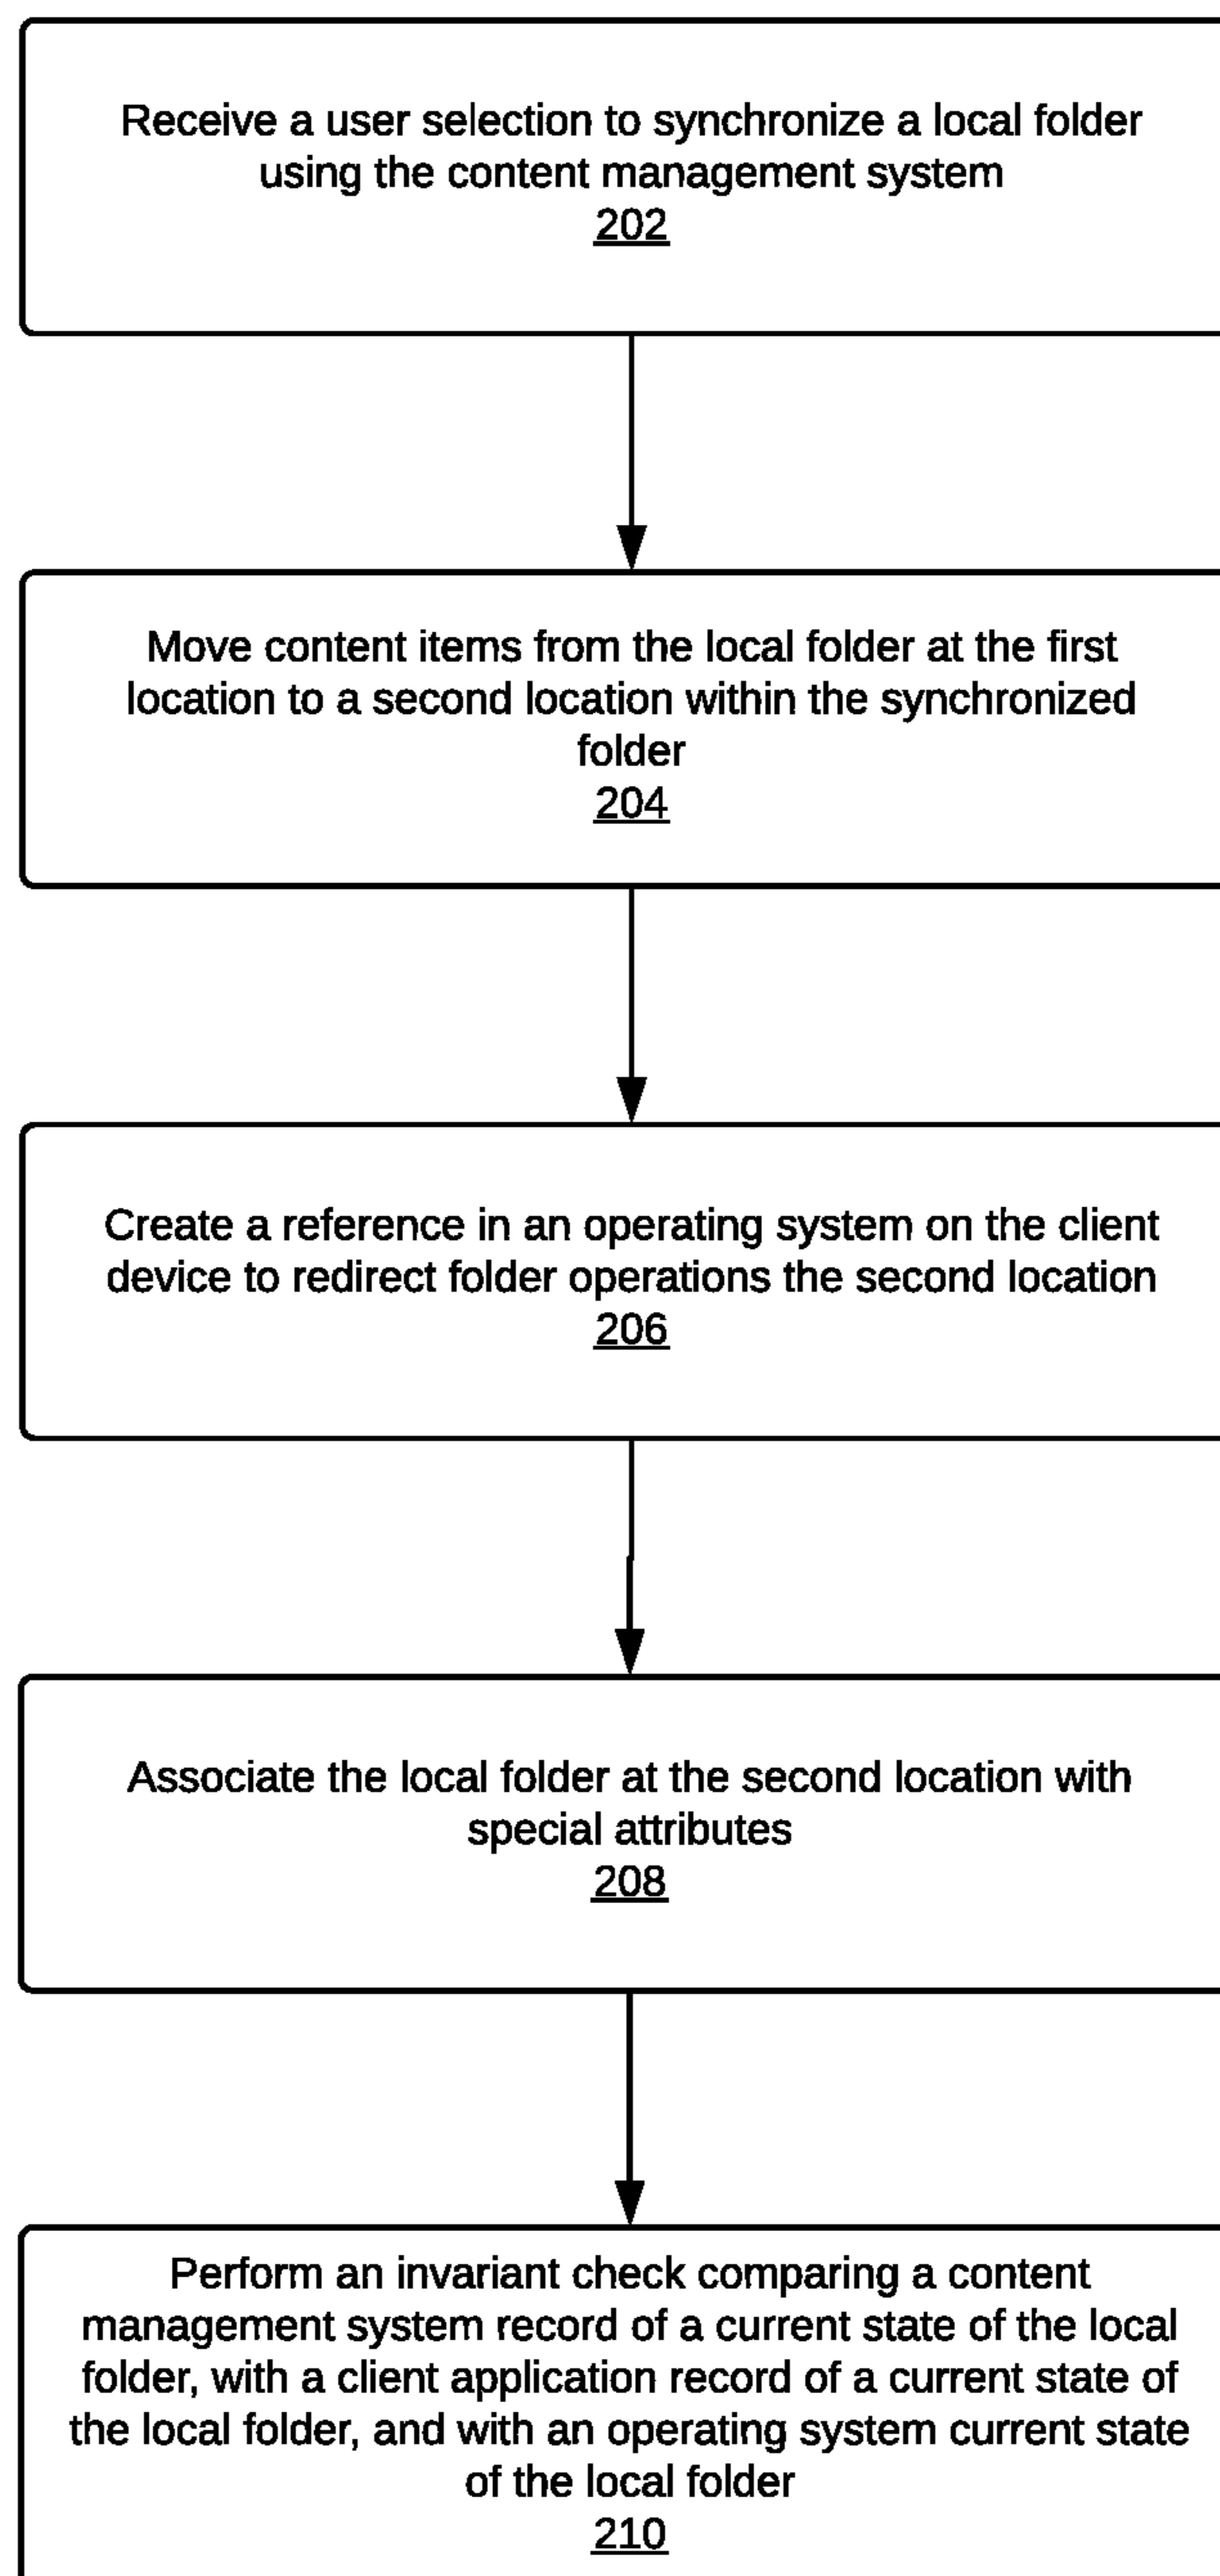 Receive a user selection to synchronize a local folder
using the content management system
202
Move content items from the local folder at the first
location to a second location within the synchronized
folder
204
Create a reference in an operating system on the client
device to redirect folder operations the second location
206
Associate the local folder at the second location with
special attributes
208
Perform an invariant check comparing a content
management system record of a current state of the local
folder, with a client application record of a current state of
the local folder, and with an operating system current state
of the local folder
210